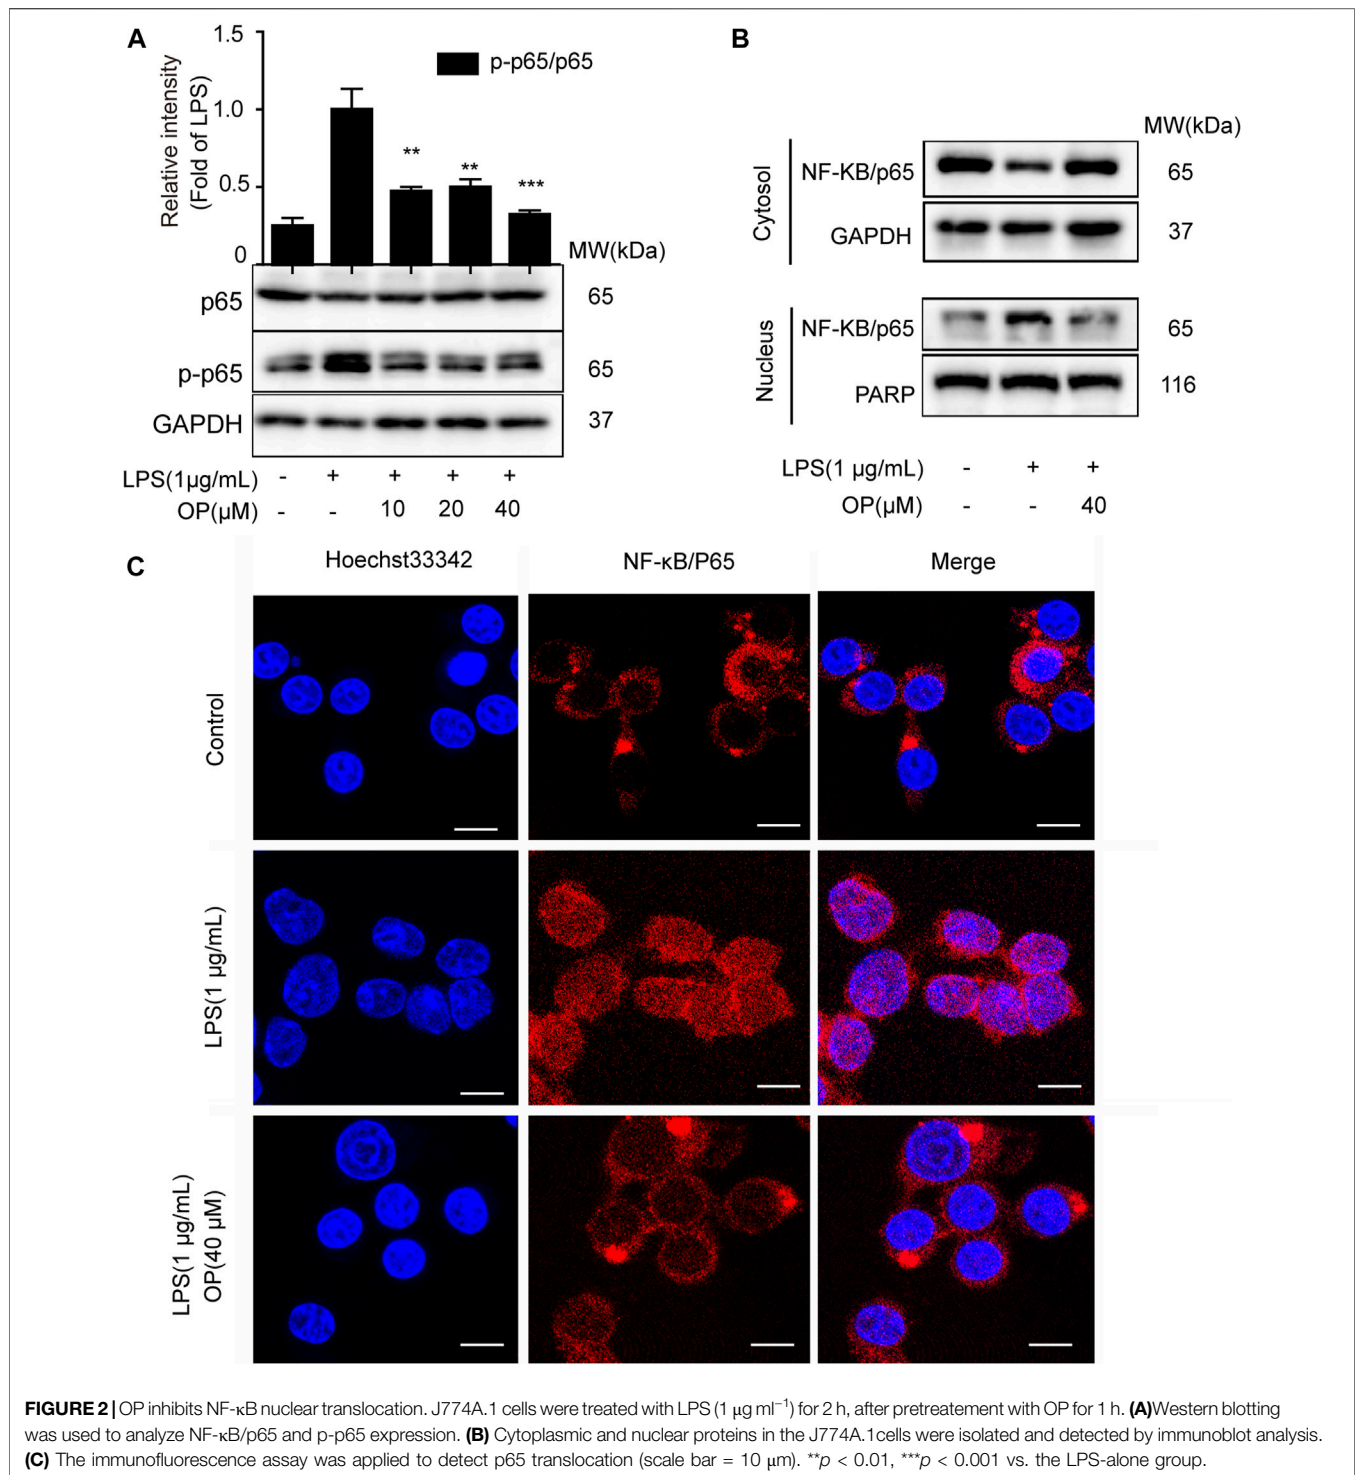 A
1.5
1.0
0.5
0
Relative intensity
(Fold of LPS)
p-p65/p65
**
**
***
MW(kDa)
p65
65
p-p65
65
GAPDH
37
LPS(1μg/mL) - + + + +
OP(μM) - - 10 20 40
B
MW(kDa)
Cytosol
NF-KB/p65
65
GAPDH
37
Nucleus
NF-KB/p65
65
PARP
116
LPS(1 μg/mL) - + +
OP(μM) - - 40
C
Hoechst33342
NF-κB/P65
Merge
Control
LPS(1 μg/mL)
LPS(1 μg/mL)
OP(40 μM)
FIGURE 2 | OP inhibits NF-κB nuclear translocation. J774A.1 cells were treated with LPS (1 μg ml⁻¹) for 2 h, after pretreatement with OP for 1 h. (A)Western blotting
was used to analyze NF-κB/p65 and p-p65 expression. (B) Cytoplasmic and nuclear proteins in the J774A.1cells were isolated and detected by immunoblot analysis.
(C) The immunofluorescence assay was applied to detect p65 translocation (scale bar = 10 μm). **p < 0.01, ***p < 0.001 vs. the LPS-alone group.